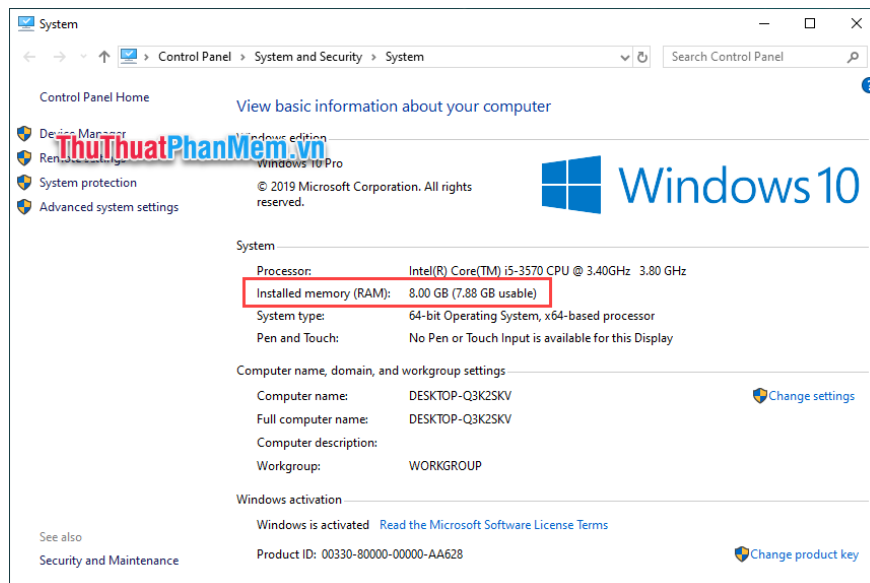 System
Control Panel > System and Security > System
Search Control Panel
Control Panel Home
Device Manager
Remote settings
System protection
Advanced system settings
ThuThuatPhanMem.vn
View basic information about your computer
Windows edition
Windows 10 Pro
© 2019 Microsoft Corporation. All rights
reserved.
Windows 10
System
Processor: Intel(R) Core(TM) i5-3570 CPU @ 3.40GHz 3.80 GHz
Installed memory (RAM): 8.00 GB (7.88 GB usable)
System type: 64-bit Operating System, x64-based processor
Pen and Touch: No Pen or Touch Input is available for this Display
Computer name, domain, and workgroup settings
Computer name: DESKTOP-Q3K2SKV
Change settings
Full computer name: DESKTOP-Q3K2SKV
Computer description:
Workgroup: WORKGROUP
Windows activation
Windows is activated Read the Microsoft Software License Terms
Product ID: 00330-80000-00000-AA628
Change product key
See also
Security and Maintenance